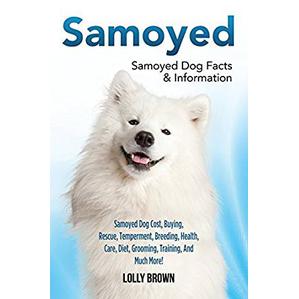 Samoyed
Samoyed Dog Facts
& Information
Samoyed Dog Cost, Buying,
Rescue, Temperment, Breeding, Health,
Care, Diet, Grooming, Training, And
Much More!
LOLLY BROWN